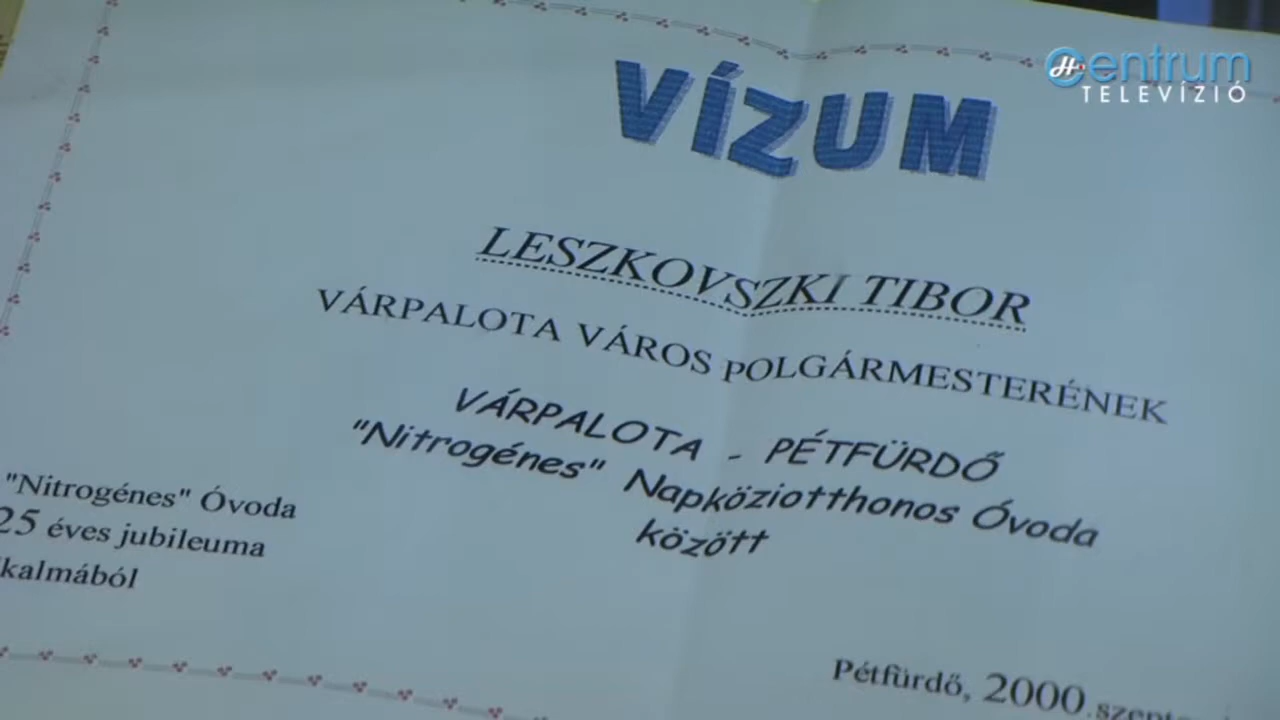 Centrum
TELEVÍZIÓ
VÍZUM
LESZKOVSZKI TIBOR
VÁRPALOTA VÁROS POLGÁRMESTERÉNEK
VÁRPALOTA - PÉTFÜRDŐ
"Nitrogénes" Napköziotthonos Óvoda
között
"Nitrogénes" Óvoda
25 éves jubileuma
kalmából
Pétfürdő, 2000.szept